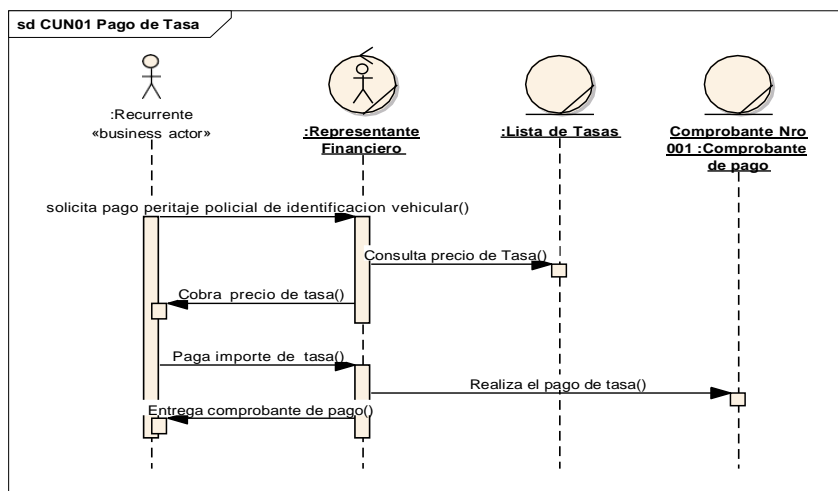 sd CUN01 Pago de Tasa
:Recurrente
«business actor»
:Representante
Financiero
:Lista de Tasas
Comprobante Nro
001 :Comprobante
de pago
solicita pago peritaje policial de identificacion vehicular()
Consulta precio de Tasa()
Cobra precio de tasa()
Paga importe de tasa()
Realiza el pago de tasa()
Entrega comprobante de pago()